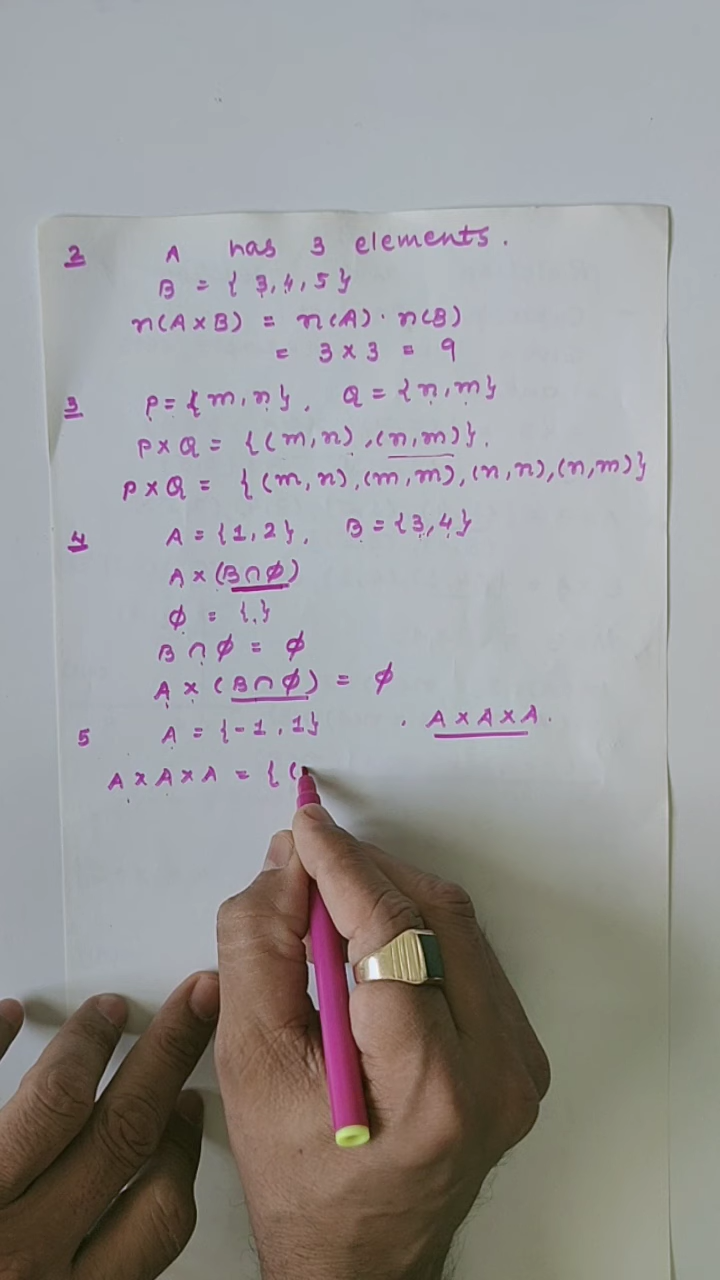 2 A has 3 elements.
B = { 3, 4, 5 }
n(A × B) = n(A) · n(B)
= 3 × 3 = 9
3 P = { m, n }, Q = { n, m }
P × Q = { (m, n), (n, m) }.
P × Q = { (m, n), (m, m), (n, n), (n, m) }
4 A = { 1, 2 }, B = { 3, 4 }
A × (B ∩ ϕ)
ϕ = { }
B ∩ ϕ = ϕ
A × (B ∩ ϕ) = ϕ
5 A = { -1, 1 } . A × A × A.
A × A × A = { (